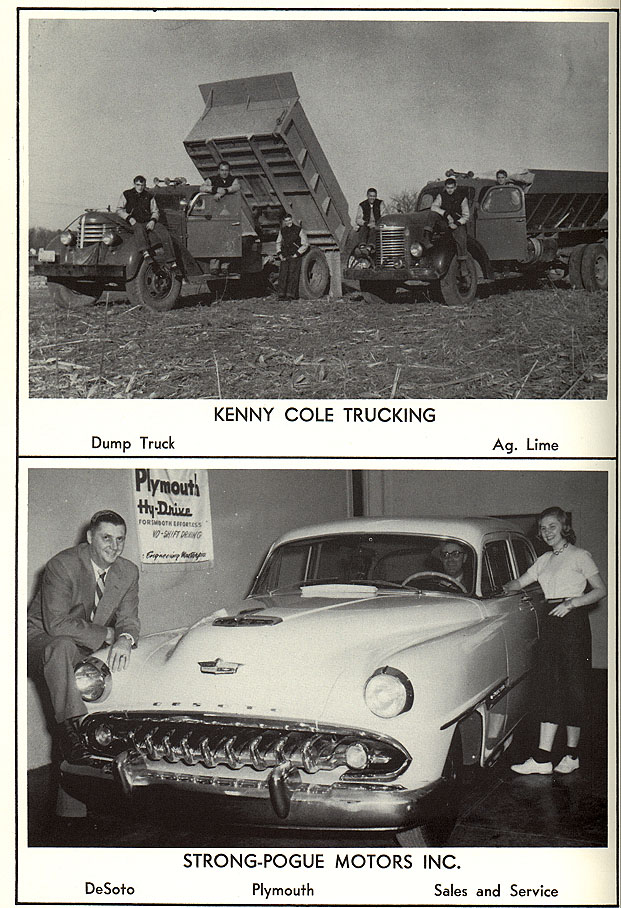 KENNY COLE TRUCKING
Dump Truck Ag. Lime
Plymouth
Hy-Drive
FOR SMOOTH EFFORTLESS
NO-SHIFT DRIVING
Engineering
STRONG-POGUE MOTORS INC.
DeSoto Plymouth Sales and Service